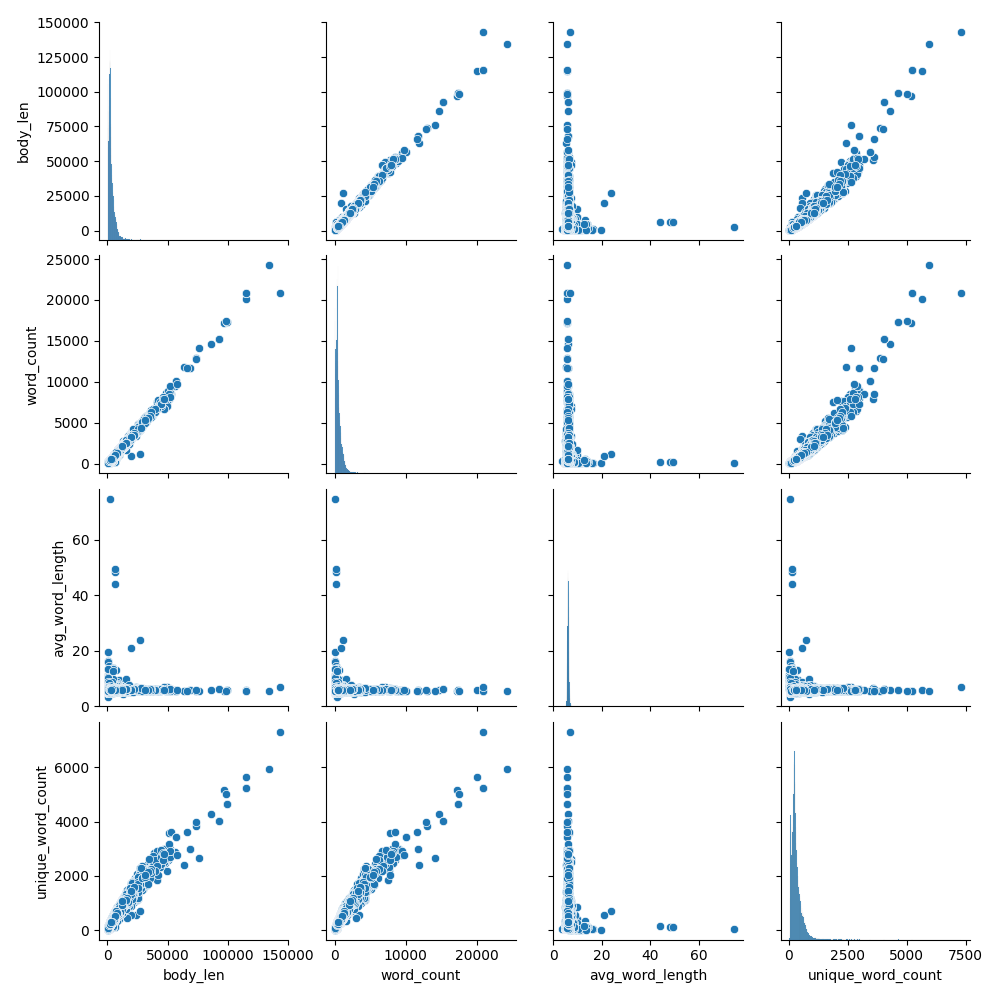 150000
125000
100000
75000
50000
25000
0
body_len
25000
20000
15000
10000
5000
0
word_count
60
40
20
0
avg_word_length
6000
4000
2000
0
unique_word_count
0 50000 100000 150000
body_len
0 10000 20000
word_count
0 20 40 60
avg_word_length
0 2500 5000 7500
unique_word_count